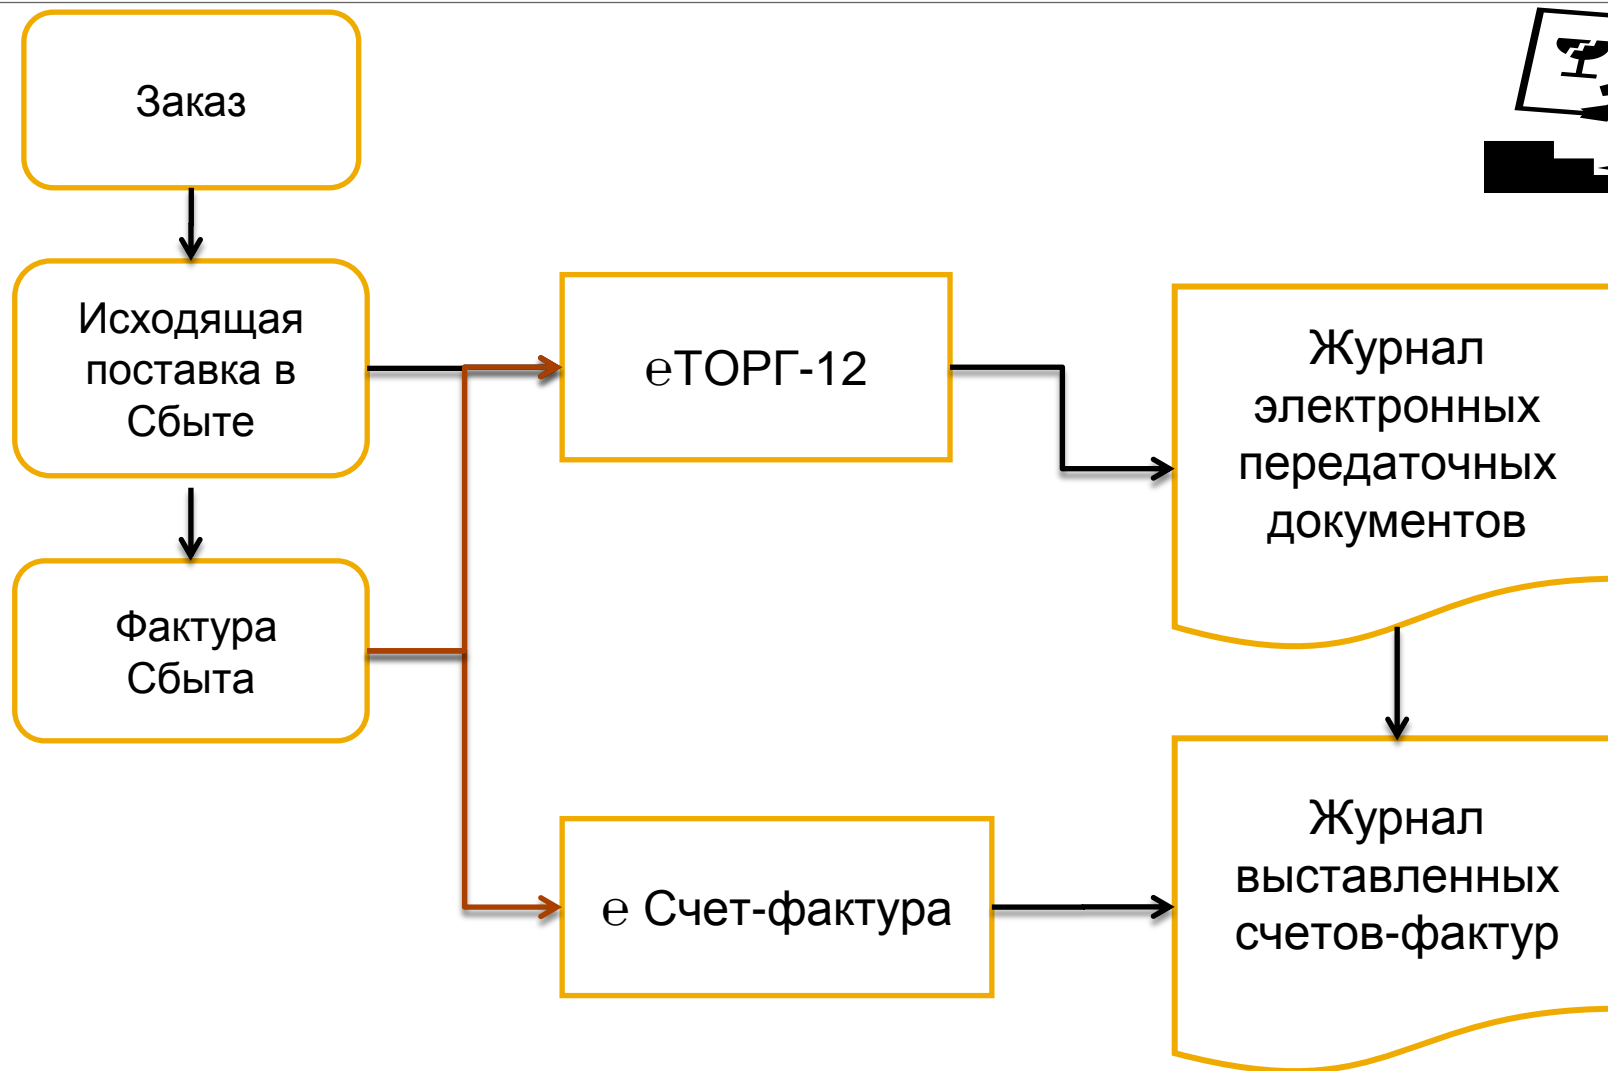 Заказ
Исходящая
поставка в
Сбыте
Фактура
Сбыта
еТОРГ-12
е Счет-фактура
Журнал
электронных
передаточных
документов
Журнал
выставленных
счетов-фактур